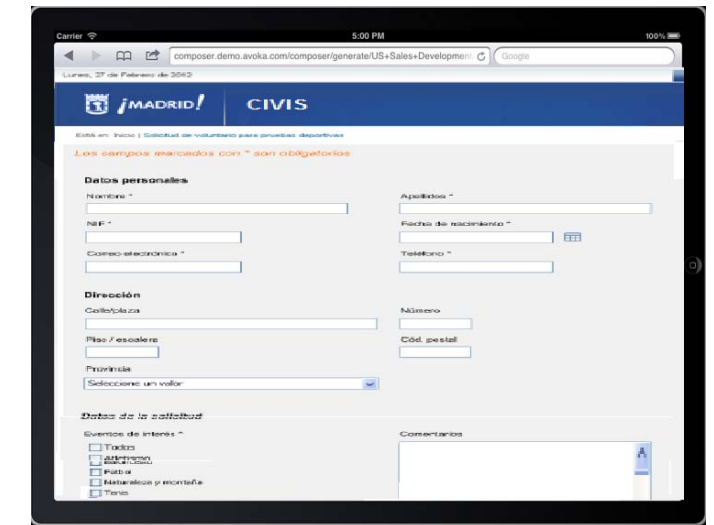 Carrier 5:00 PM 100%
composer.demo.avoka.com/composer/generate/US+Sales+Development Google
Lunes, 27 de Febrero de 2012
¡MADRID! CIVIS
Está en: Inicio | Solicitud de voluntario para pruebas deportivas
Los campos marcados con * son obligatorios
Datos personales
Nombre * Apellidos *
NIF * Fecha de nacimiento *
Correo electrónico * Teléfono *
Dirección
Calle/plaza Número
Piso / escalera Cód. postal
Provincia
Seleccione un valor
Datos de la solicitud
Eventos de interés * Comentarios
Todos
Atletismo
Fútbol
Naturaleza y montaña
Tenis